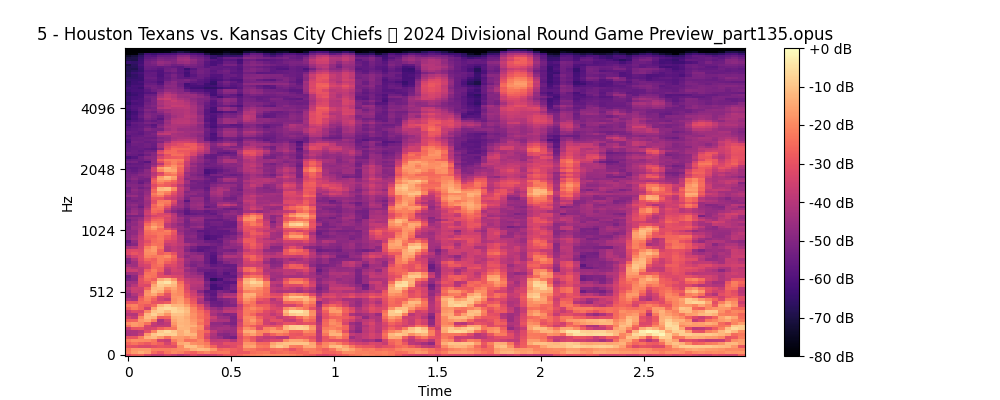 5 - Houston Texans vs. Kansas City Chiefs 2024 Divisional Round Game Preview_part135.opus
+0 dB
4096
-10 dB
-20 dB
2048
-30 dB
Hz
1024
-40 dB
-50 dB
512
-60 dB
-70 dB
0
-80 dB
0 0.5 1 1.5 2 2.5
Time